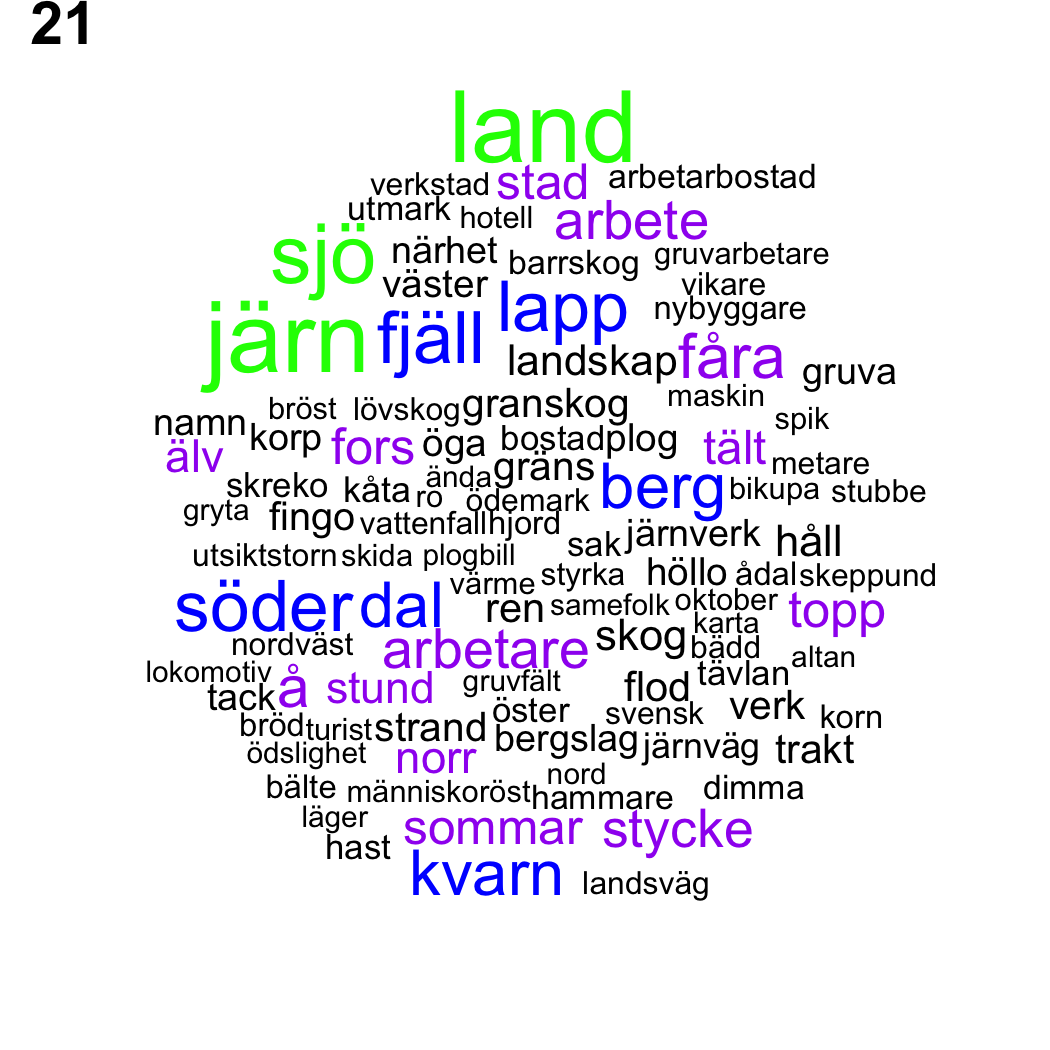 21
land
verkstad stad arbetarbostad
utmark hotell arbete
sjö närhet barrskog gruvarbetare
väster lapp vikare
nybyggare
järn fjäll landskap fåra gruva
maskin
namn bröst lövskog granskog spik
älv korp fors öga bostad plog tält metare
ända gräns berg bikupa stubbe
skreko kåta ro ödemark
gryta fingo vattenfall hjord
sak järnverk håll
utsiktstorn skida plogbill
värme styrka höllo ådal skeppund
söder dal ren samefolk oktober topp
nordväst arbetare skog karta
bädd
lokomotiv altan
tack å stund gruvfält flod tävlan
öster svensk verk korn
bröd turist strand bergslag järnväg trakt
ödslighet norr
nord
bälte människoröst hammare dimma
läger sommar stycke
hast
kvarn landsväg